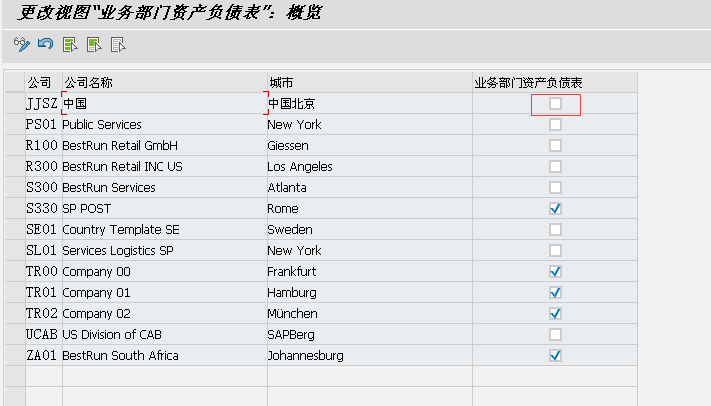 更改视图“业务部门资产负债表”：概览
公司 公司名称 城市 业务部门资产负债表
JJSZ 中国 中国北京
PS01 Public Services New York
R100 BestRun Retail GmbH Giessen
R300 BestRun Retail INC US Los Angeles
S300 BestRun Services Atlanta
S330 SP POST Rome
SE01 Country Template SE Sweden
SL01 Services Logistics SP New York
TR00 Company 00 Frankfurt
TR01 Company 01 Hamburg
TR02 Company 02 München
UCAB US Division of CAB SAPBerg
ZA01 BestRun South Africa Johannesburg